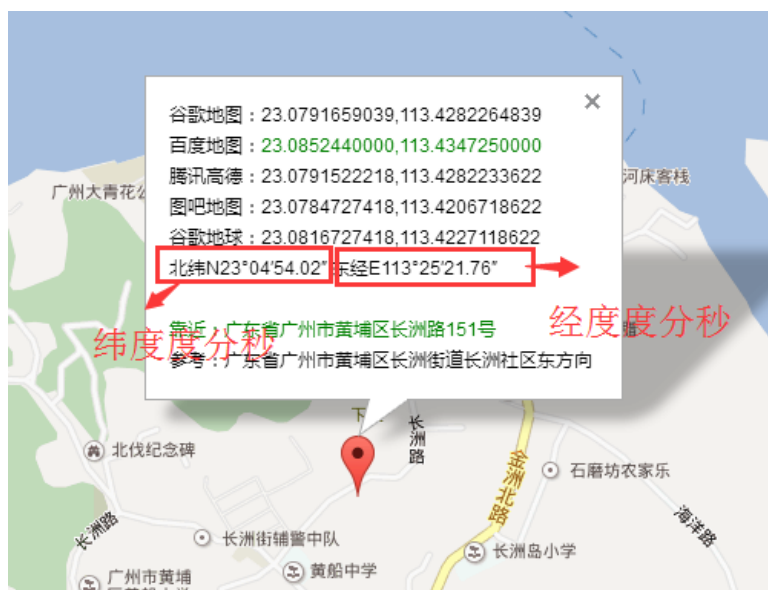 谷歌地图：23.0791659039,113.4282264839
百度地图：23.0852440000,113.4347250000
腾讯高德：23.0791522218,113.4282233622
图吧地图：23.0784727418,113.4206718622
谷歌地球：23.0816727418,113.4227118622
北纬N23°04′54.02″ 东经E113°25′21.76″
靠近：广东省广州市黄埔区长洲路151号
参考：广东省广州市黄埔区长洲街道长洲社区东方向
纬度度分秒
经度度分秒
广州大青花
河床客栈
长洲路
北伐纪念碑
金洲北路
石磨坊农家乐
长洲路
海洋路
长洲街辅警中队
长洲岛小学
黄船中学
广州市黄埔